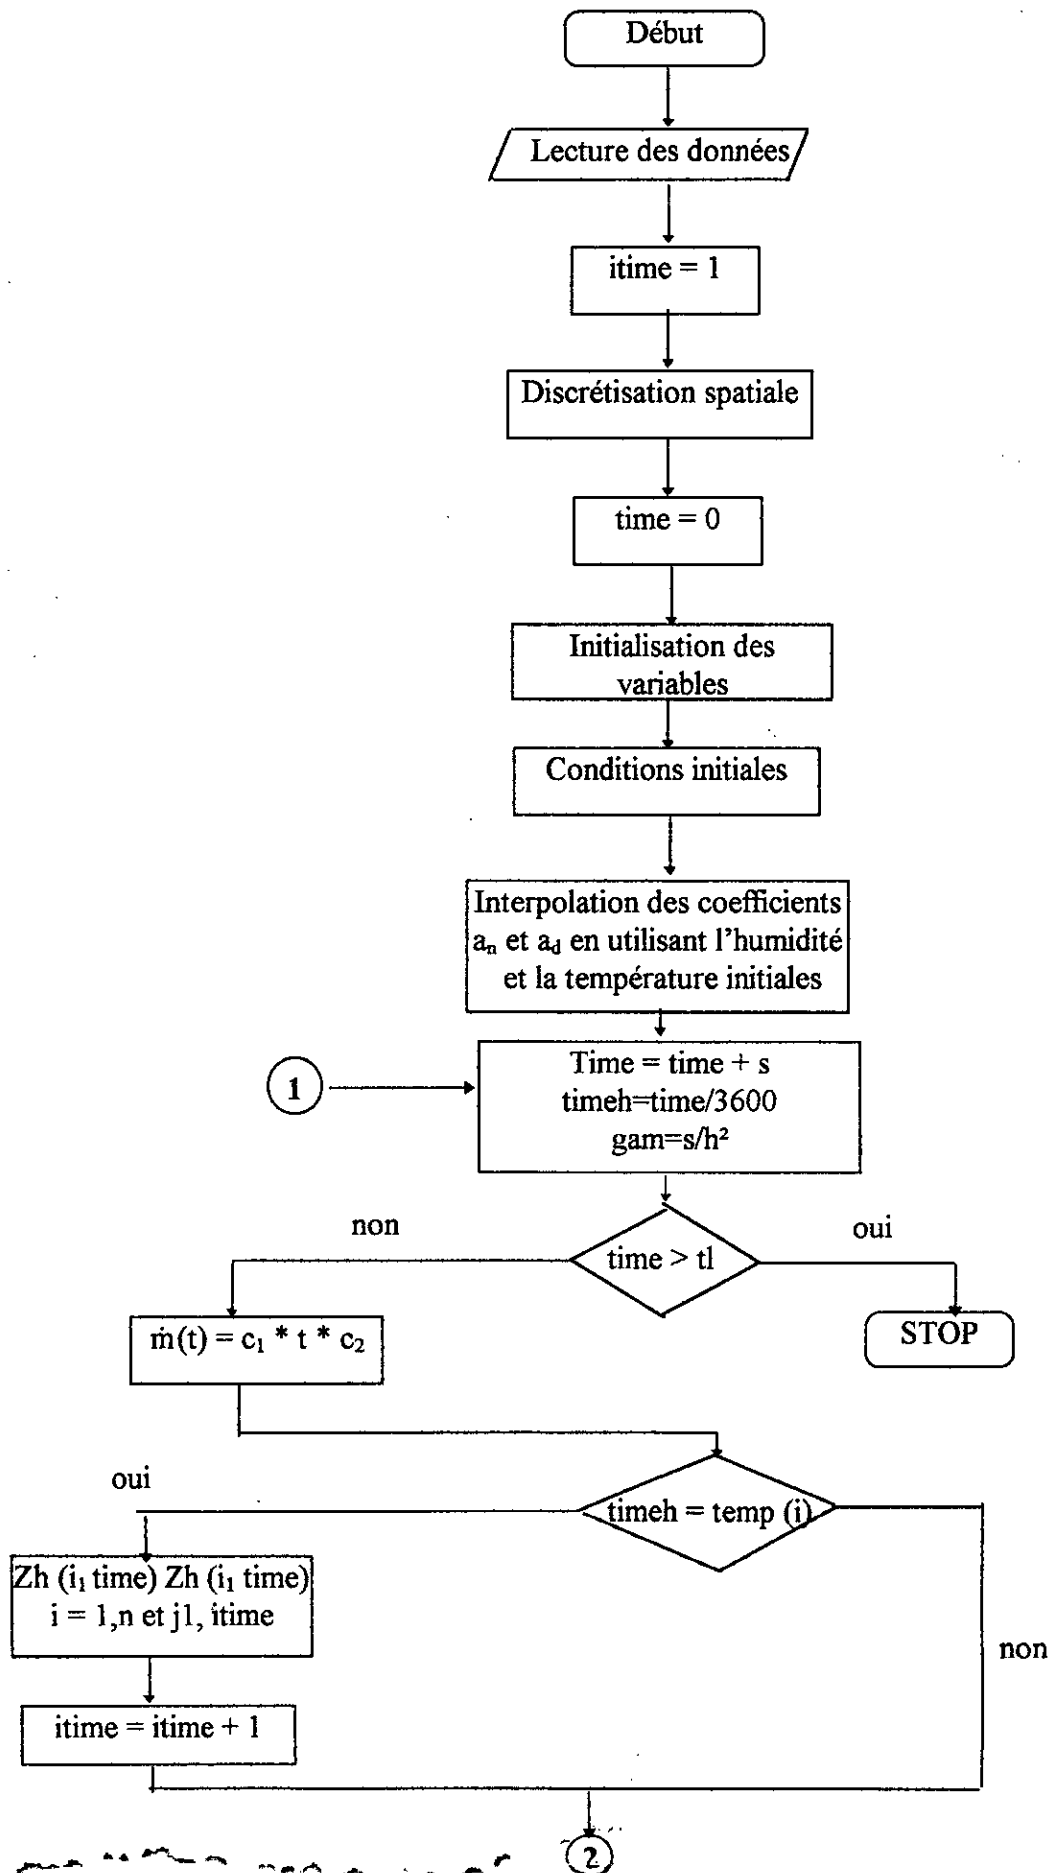 Début
Lecture des données
itime = 1
Discrétisation spatiale
time = 0
Initialisation des
variables
Conditions initiales
Interpolation des coefficients
aₙ et a_d en utilisant l'humidité
et la température initiales
1
Time = time + s
timeh=time/3600
gam=s/h²
non
oui
time > tl
ṁ(t) = c₁ * t * c₂
STOP
oui
timeh = temp (i)
Zh (i₁ time) Zh (i₁ time)
i = 1,n et j1, itime
non
itime = itime + 1
2